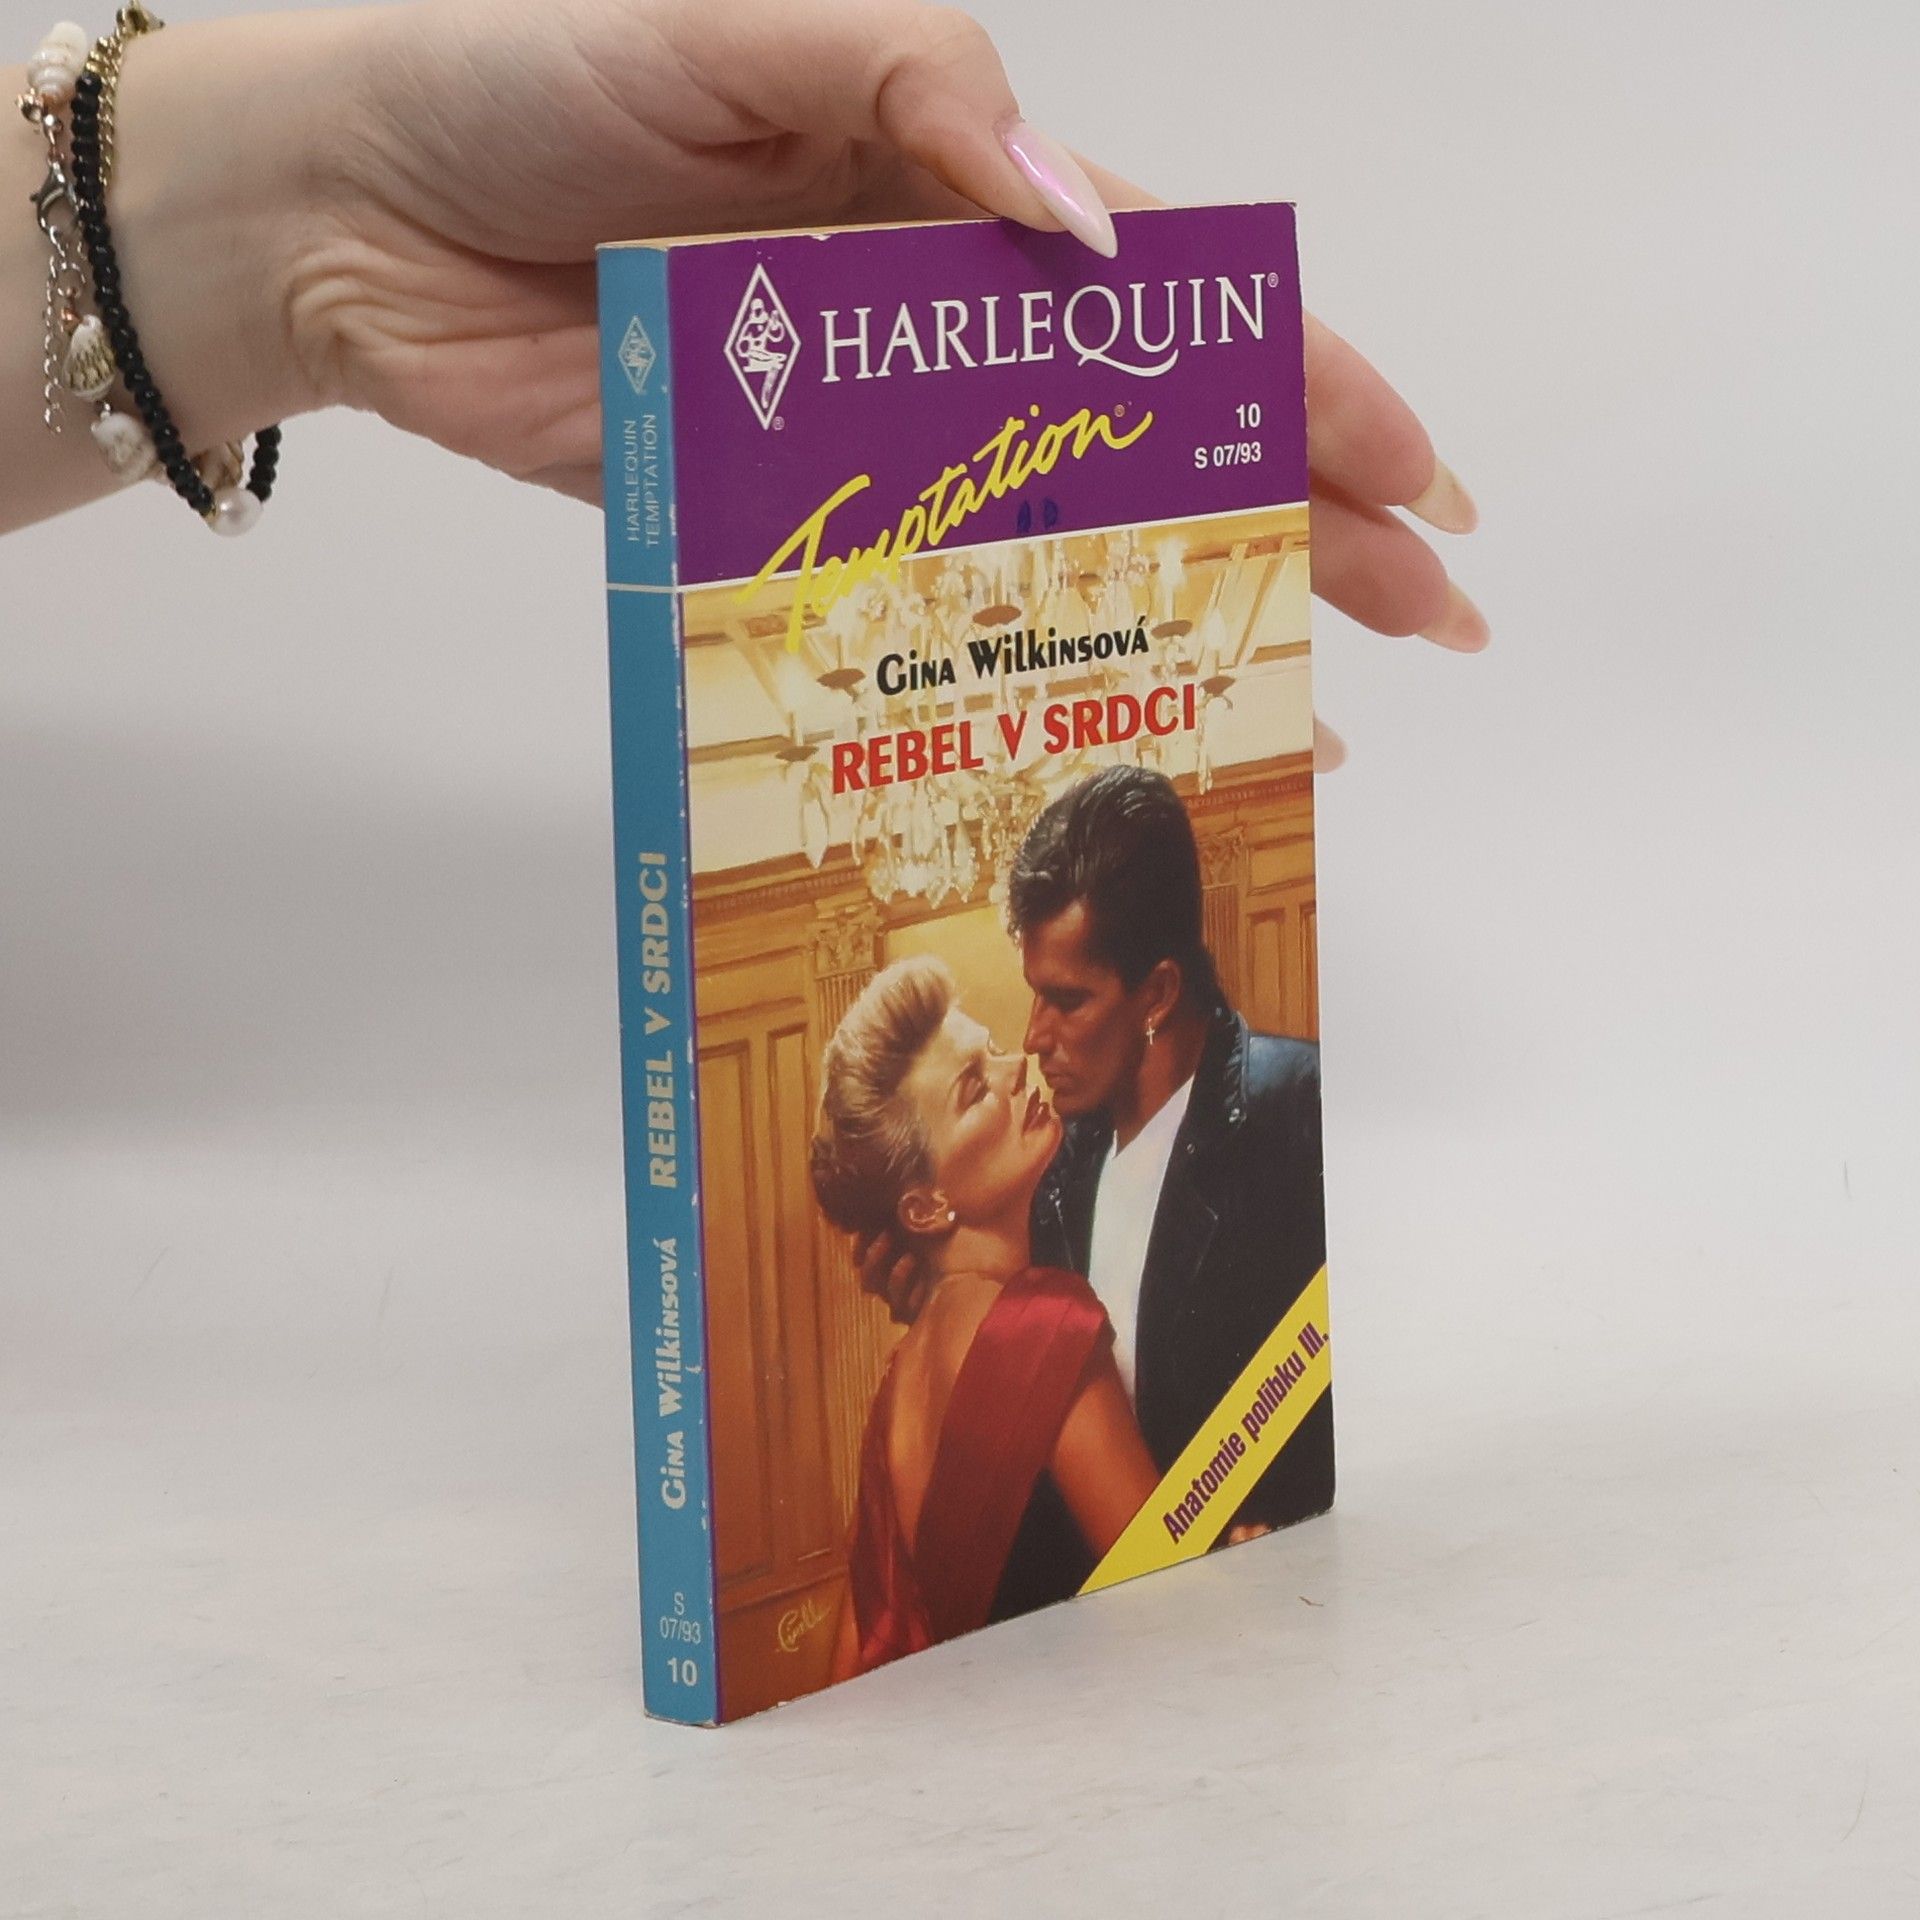 HARLEQUIN®
Temptation®
10
S 07/93
Gina Wilkinsová
REBEL V SRDCI
Anatomie polibku III.
HARLEQUIN
TEMPTATION
REBEL V SRDCI
Gina Wilkinsová
S
07/93
10